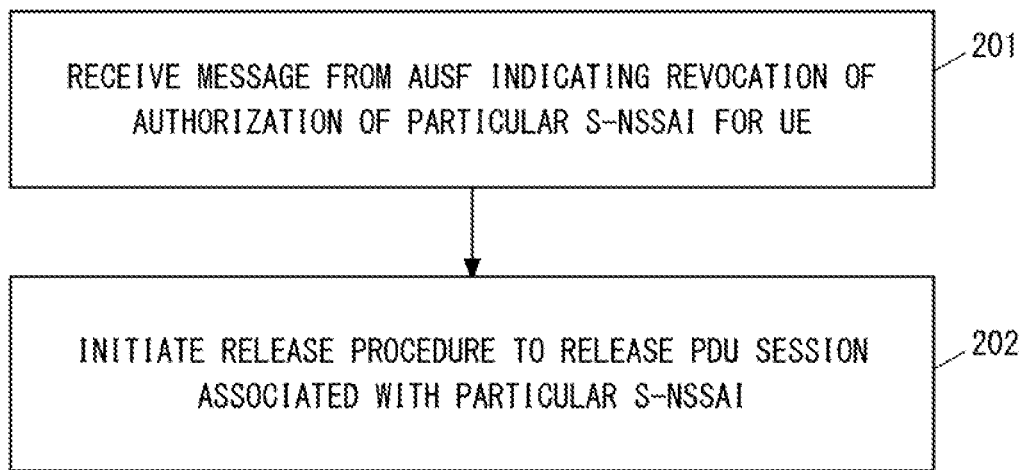 RECEIVE MESSAGE FROM AUSF INDICATING REVOCATION OF
AUTHORIZATION OF PARTICULAR S-NSSAI FOR UE
201
INITIATE RELEASE PROCEDURE TO RELEASE PDU SESSION
ASSOCIATED WITH PARTICULAR S-NSSAI
202